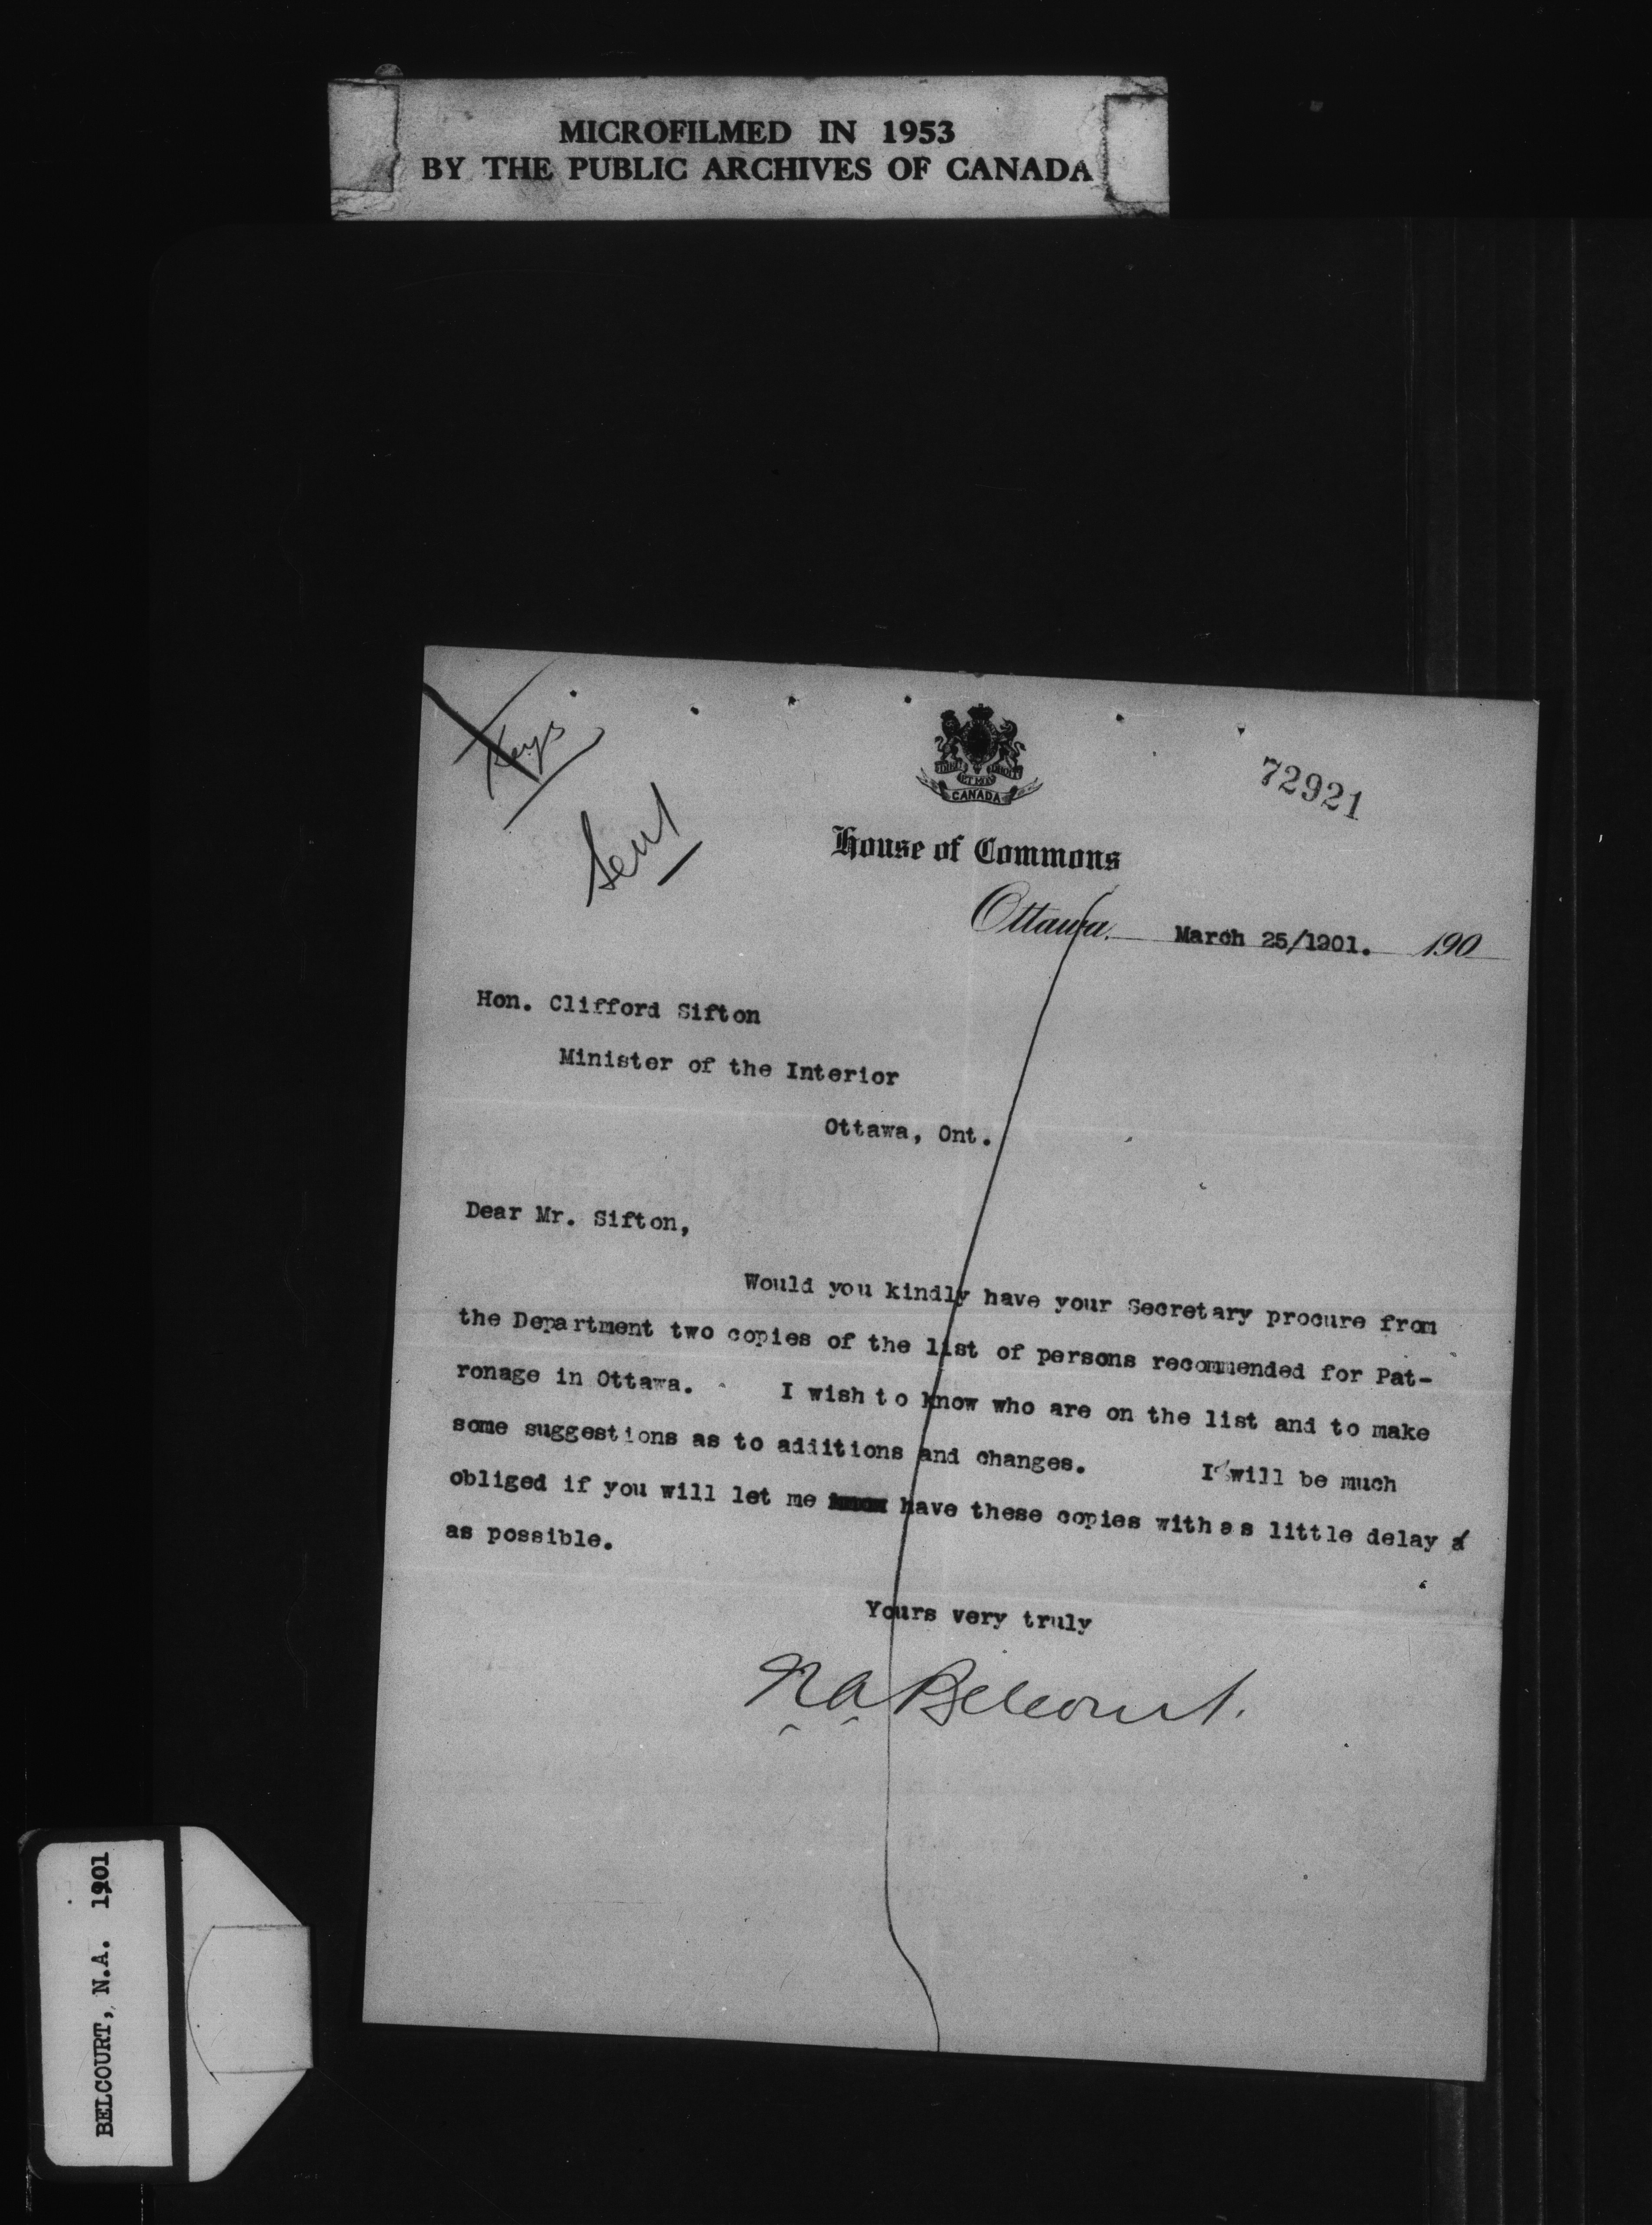 MICROFILMED IN 1953
BY THE PUBLIC ARCHIVES OF CANADA
Keys
Sent
DIEU ET MON DROIT
CANADA
72921
House of Commons
Ottawa, March 25/1901. 190
Hon. Clifford Sifton
Minister of the Interior
Ottawa, Ont.
Dear Mr. Sifton,
Would you kindly have your Secretary procure from
the Department two copies of the list of persons recommended for Pat-
ronage in Ottawa. I wish to know who are on the list and to make
some suggestions as to additions and changes. I will be much
obliged if you will let me have these copies with as little delay
as possible.
Yours very truly
N A Belcourt.
BELCOURT, N.A. 1901